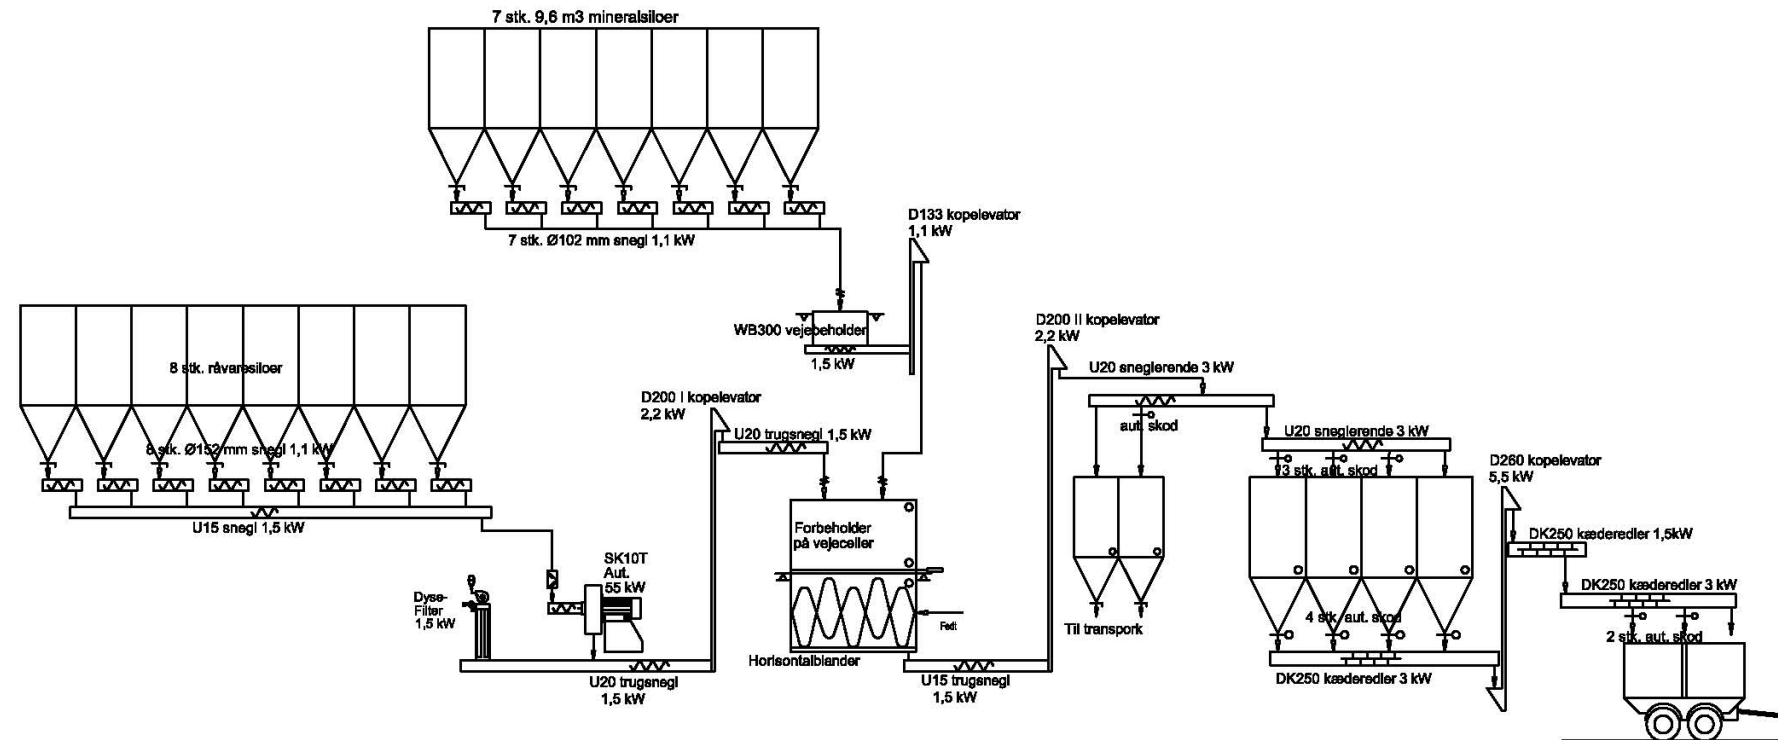 7 stk. 9,6 m3 mineralsiloer
7 stk. Ø102 mm snegl 1,1 kW
D133 kopelevator
1,1 kW
WB300 vejebeholder
1,5 kW
8 stk. råvaresiloer
8 stk. Ø152 mm snegl 1,1 kW
U15 snegl 1,5 kW
SK10T
Aut.
55 kW
Dyse-
Filter
1,5 kW
U20 trugsnegl
1,5 kW
D200 I kopelevator
2,2 kW
U20 trugsnegl 1,5 kW
Forbeholder
på vejeceller
Fedt
Horisontalblander
U15 trugsnegl
1,5 kW
D200 II kopelevator
2,2 kW
U20 sneglerende 3 kW
aut. skod
Til transpork
U20 sneglerende 3 kW
3 stk. aut. skod
4 stk. aut. skod
DK250 kæderedler 3 kW
D260 kopelevator
5,5 kW
DK250 kæderedler 1,5kW
DK250 kæderedler 3 kW
2 stk. aut. skod